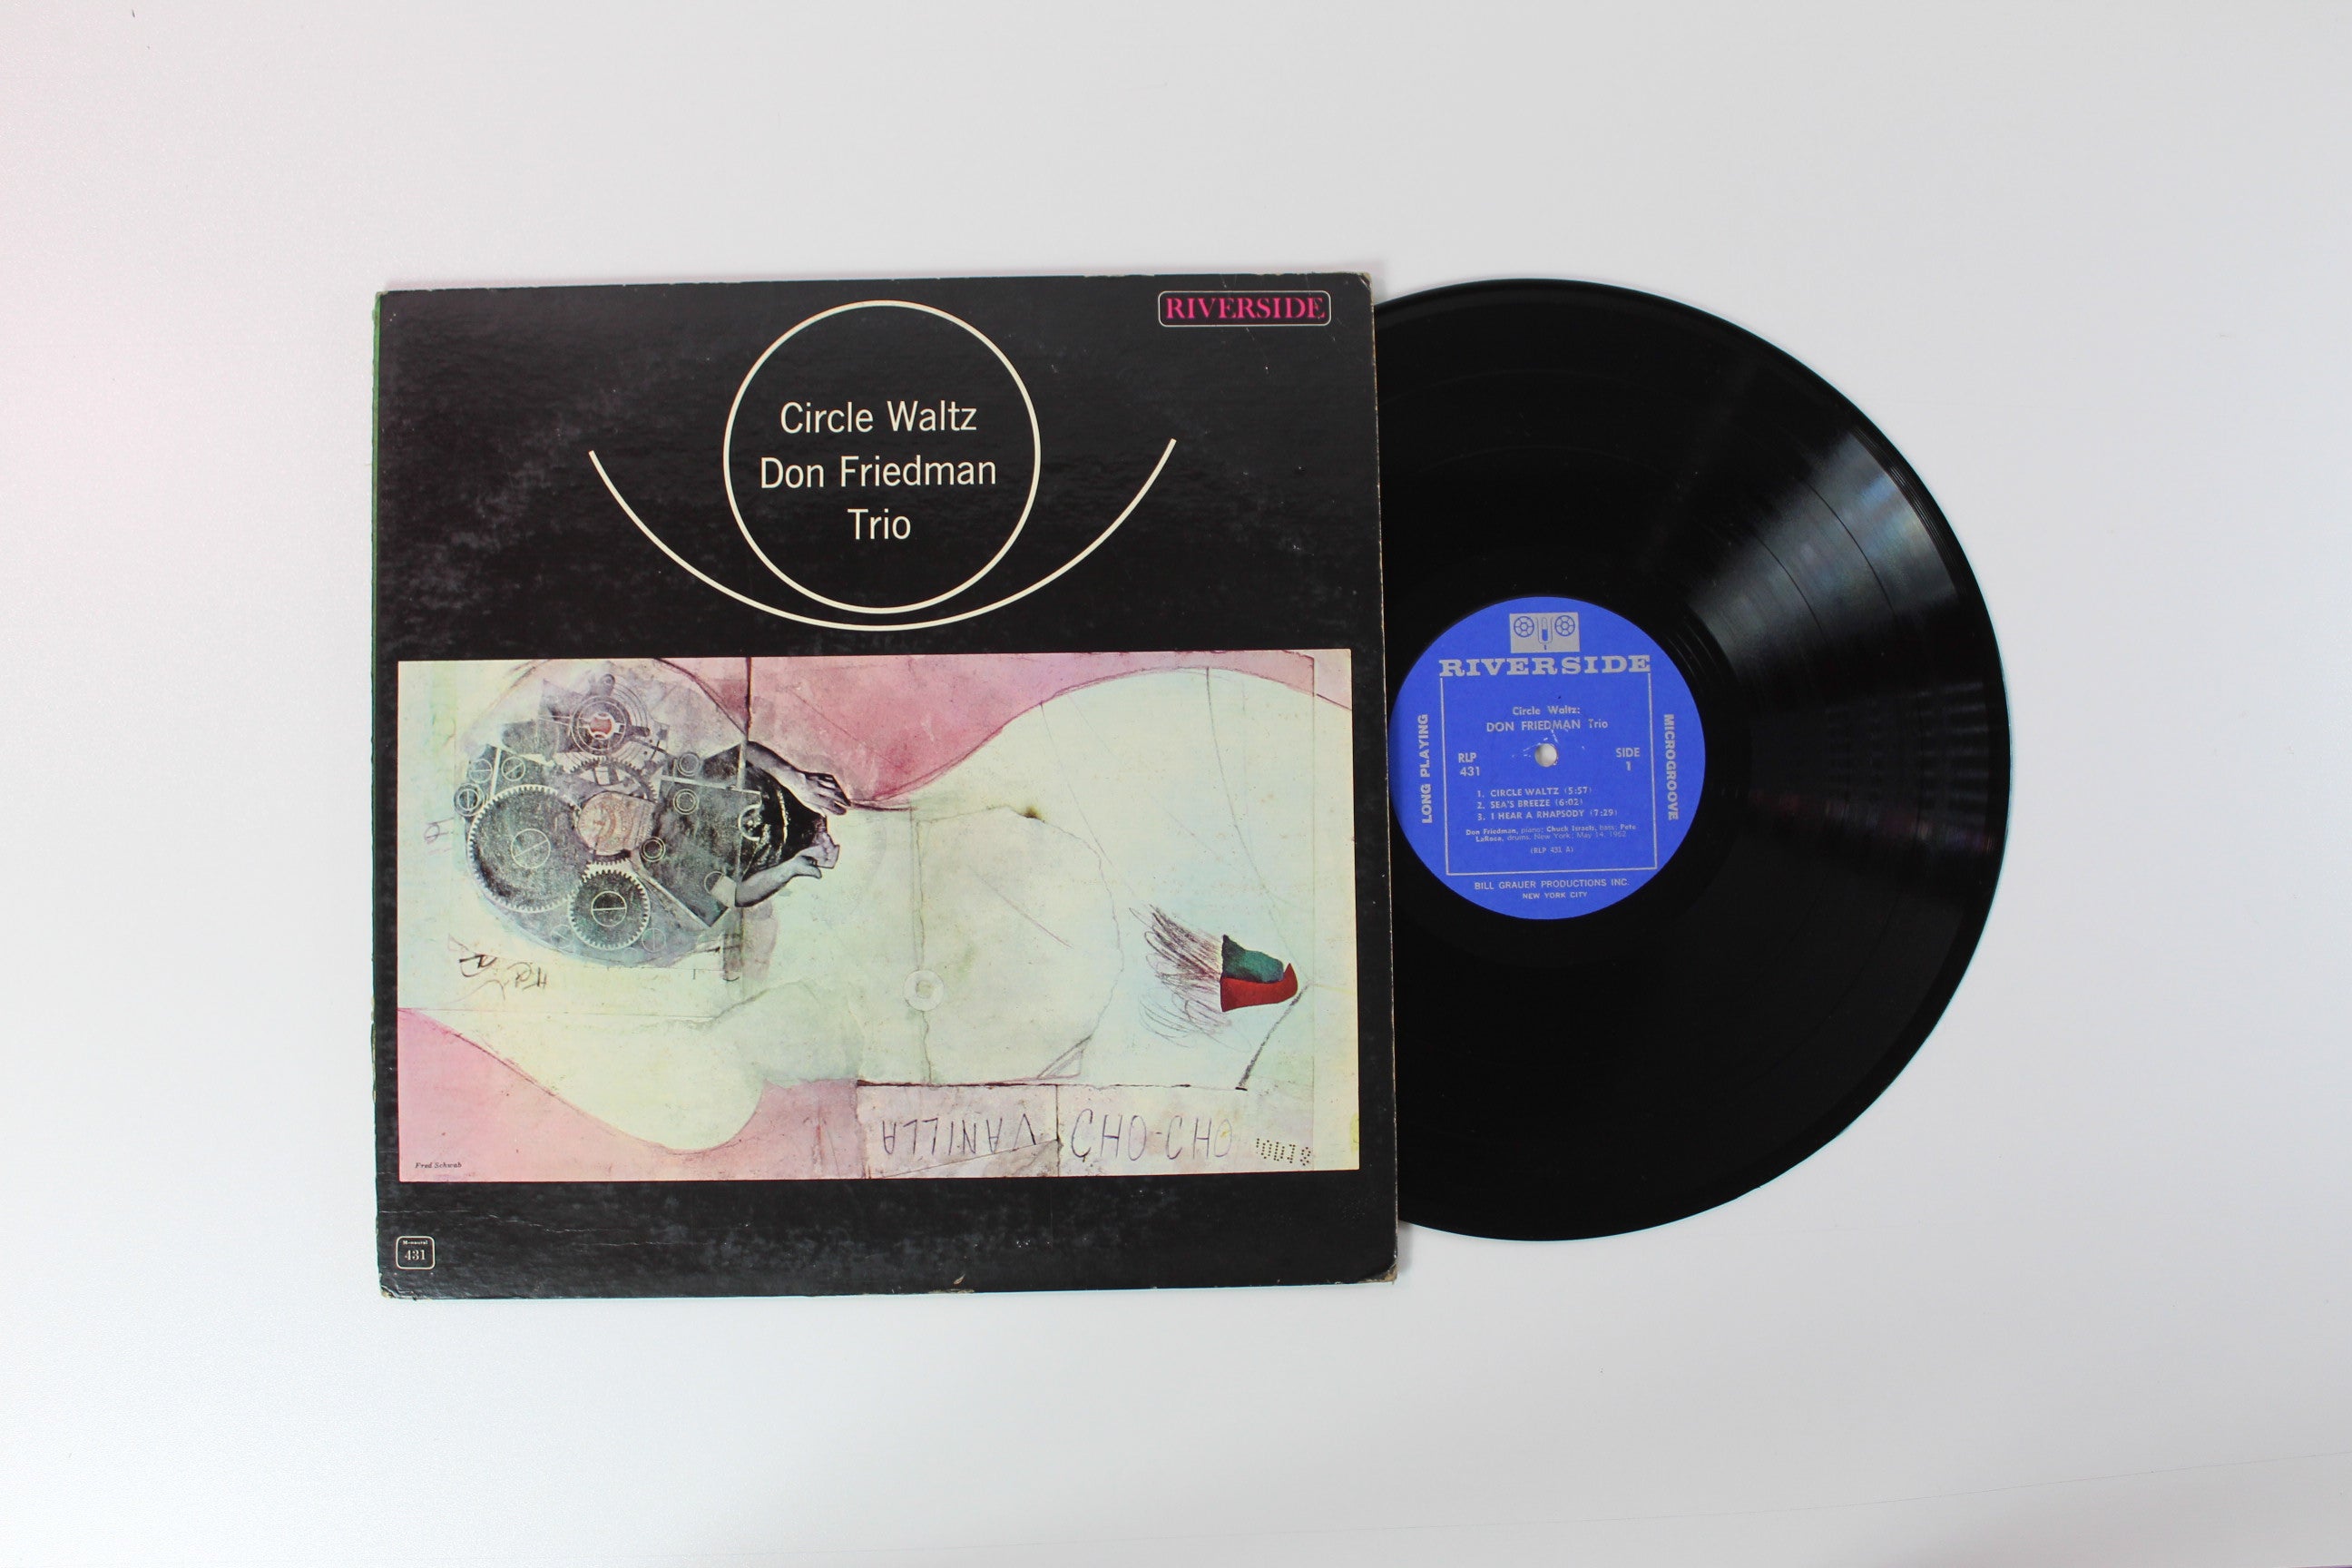 RIVERSIDE
Circle Waltz
Don Friedman
Trio
VANILLA CHO-CHO
Fred Schwab
Monaural
431
RIVERSIDE
Circle Waltz:
DON FRIEDMAN Trio
RLP
431
SIDE
1
LONG PLAYING
MICROGROOVE
1. CIRCLE WALTZ (5:57)
2. SEA'S BREEZE (6:02)
3. I HEAR A RHAPSODY (7:29)
Don Friedman, piano; Chuck Israels, bass; Pete
LaRoca, drums. New York; May 14, 1962
(RLP 431 A)
BILL GRAUER PRODUCTIONS INC.
NEW YORK CITY